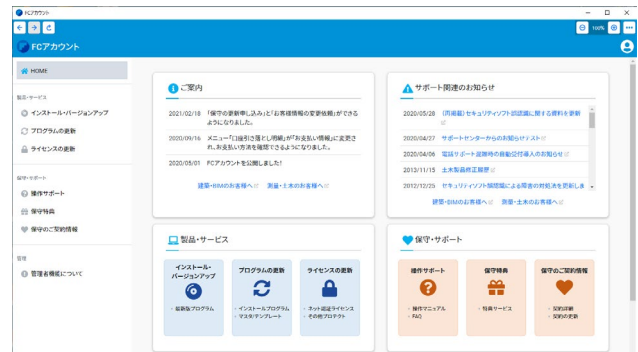 FCアカウント
100%
FCアカウント
HOME
製品・サービス
インストール・バージョンアップ
プログラムの更新
ライセンスの更新
保守・サポート
操作サポート
保守特典
保守のご契約情報
管理
管理者機能について
ご案内
2021/02/18 「保守の更新申し込み」と「お客様情報の変更依頼」ができる
ようになりました。
2020/09/16 メニュー「口座引き落とし明細」が「お支払い情報」に変更さ
れ、お支払い方法を確認できるようになりました。
2020/05/01 FCアカウントを公開しました！
建築・BIMのお客様へ 測量・土木のお客様へ
サポート関連のお知らせ
2020/05/28 (再掲載)セキュリティソフト誤認識に関する資料を更新
2020/04/27 サポートセンターからのお知らせテスト
2020/04/06 電話サポート混雑時の自動受付導入のお知らせ
2013/11/15 土木製品修正履歴
2012/12/25 セキュリティソフト誤認識による障害の対処法を更新しま
建築・BIMのお客様へ 測量・土木のお客様へ
製品・サービス
インストール・
バージョンアップ
・最新版プログラム
プログラムの更新
・インストールプログラム
・マスタ/テンプレート
ライセンスの更新
・ネット認証ライセンス
・その他プロテクト
保守・サポート
操作サポート
・操作マニュアル
・FAQ
保守特典
・特典サービス
保守のご契約情報
・契約詳細
・契約の更新